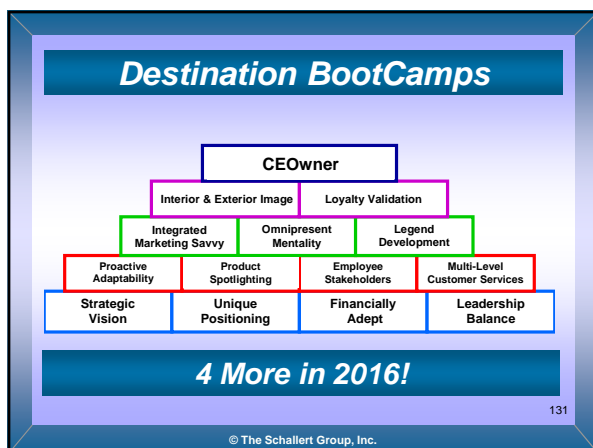 Destination BootCamps
CEOwner
Interior & Exterior Image Loyalty Validation
Integrated Marketing Savvy
Omnipresent Mentality
Legend Development
Proactive Adaptability
Product Spotlighting
Employee Stakeholders
Multi-Level Customer Services
Strategic Vision
Unique Positioning
Financially Adept
Leadership Balance
4 More in 2016!
131
© The Schallert Group, Inc.